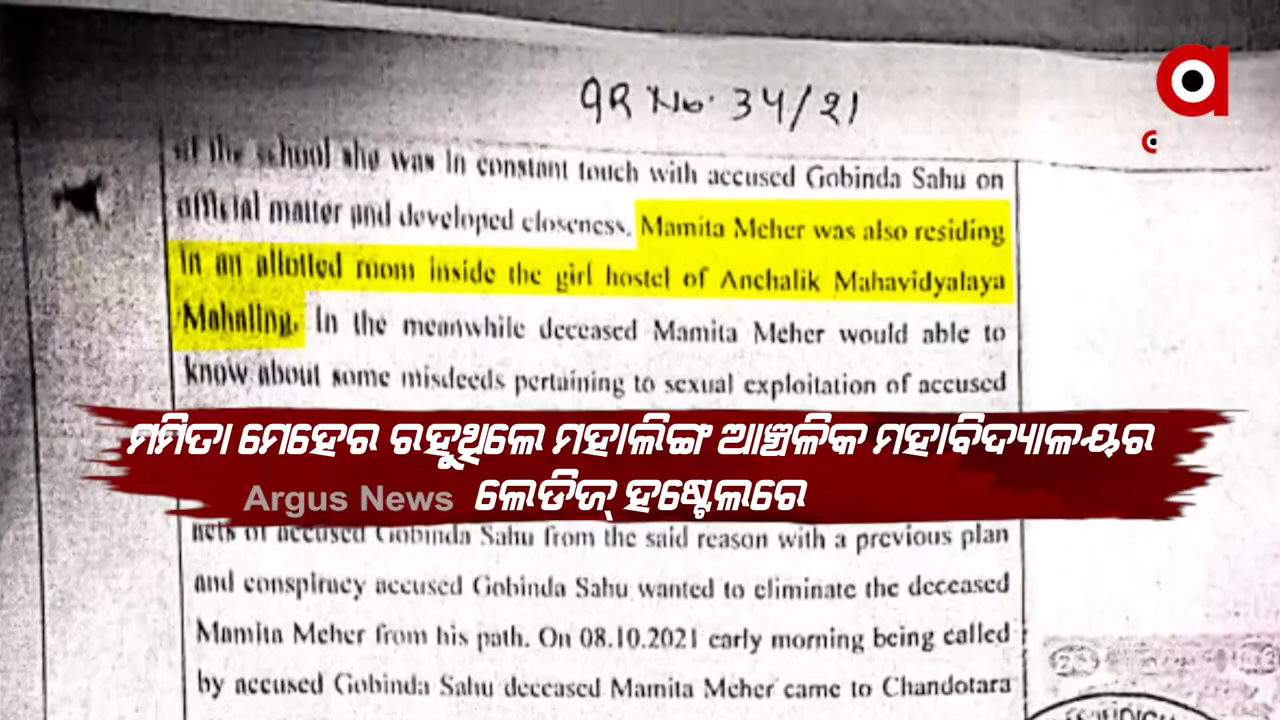 GR No. 34/21
of the school she was in constant touch with accused Gobinda Sahu on
official matter and developed closeness. Mamita Meher was also residing
in an allotted room inside the girl hostel of Anchalik Mahavidyalaya
Mahaling. In the meanwhile deceased Mamita Meher would able to
know about some misdeeds pertaining to sexual exploitation of accused
ମମିତା ମେହେର ରହୁଥିଲେ ମହାଲିଙ୍ଗ ଆଞ୍ଚଳିକ ମହାବିଦ୍ୟାଳୟର
Argus News ଲେଡିଜ୍ ହଷ୍ଟେଲରେ
acts of accused Gobinda Sahu from the said reason with a previous plan
and conspiracy accused Gobinda Sahu wanted to eliminate the deceased
Mamita Meher from his path. On 08.10.2021 early morning being called
by accused Gobinda Sahu deceased Mamita Meher came to Chandotara